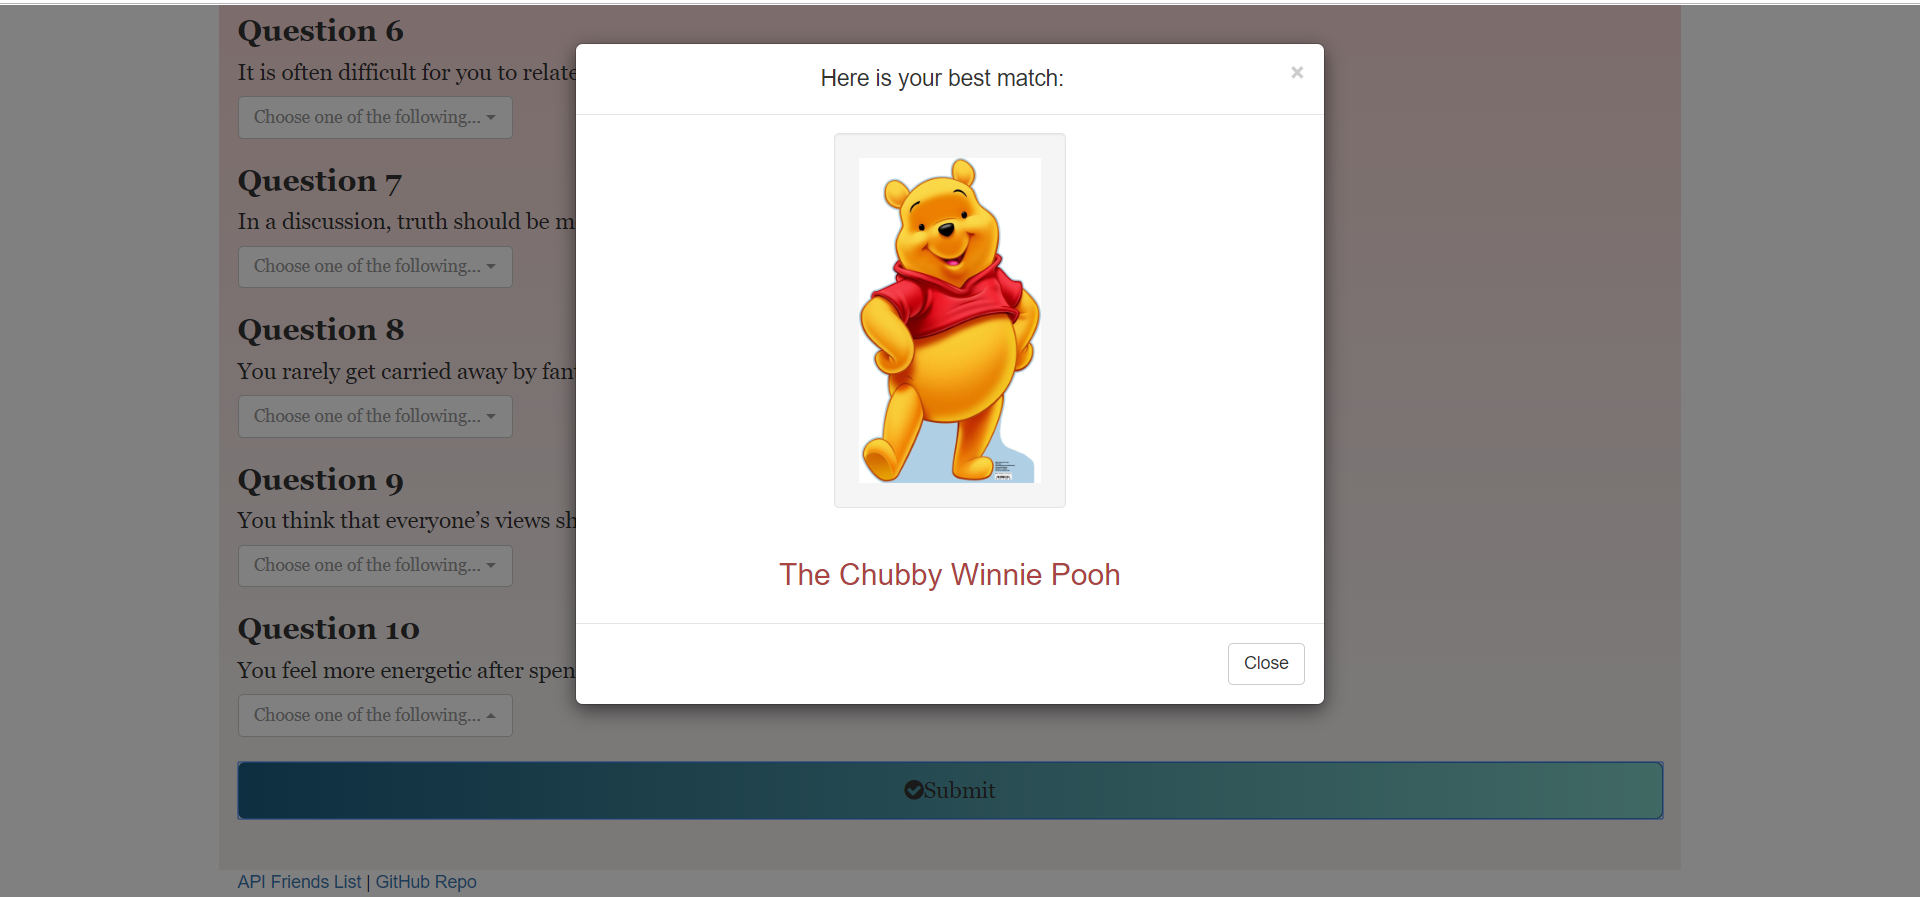 Question 6
It is often difficult for you to relate
Choose one of the following...
Question 7
In a discussion, truth should be m
Choose one of the following...
Question 8
You rarely get carried away by fan
Choose one of the following...
Question 9
You think that everyone’s views sh
Choose one of the following...
Question 10
You feel more energetic after spen
Choose one of the following...
Submit
API Friends List | GitHub Repo
Here is your best match:
×
The Chubby Winnie Pooh
Close